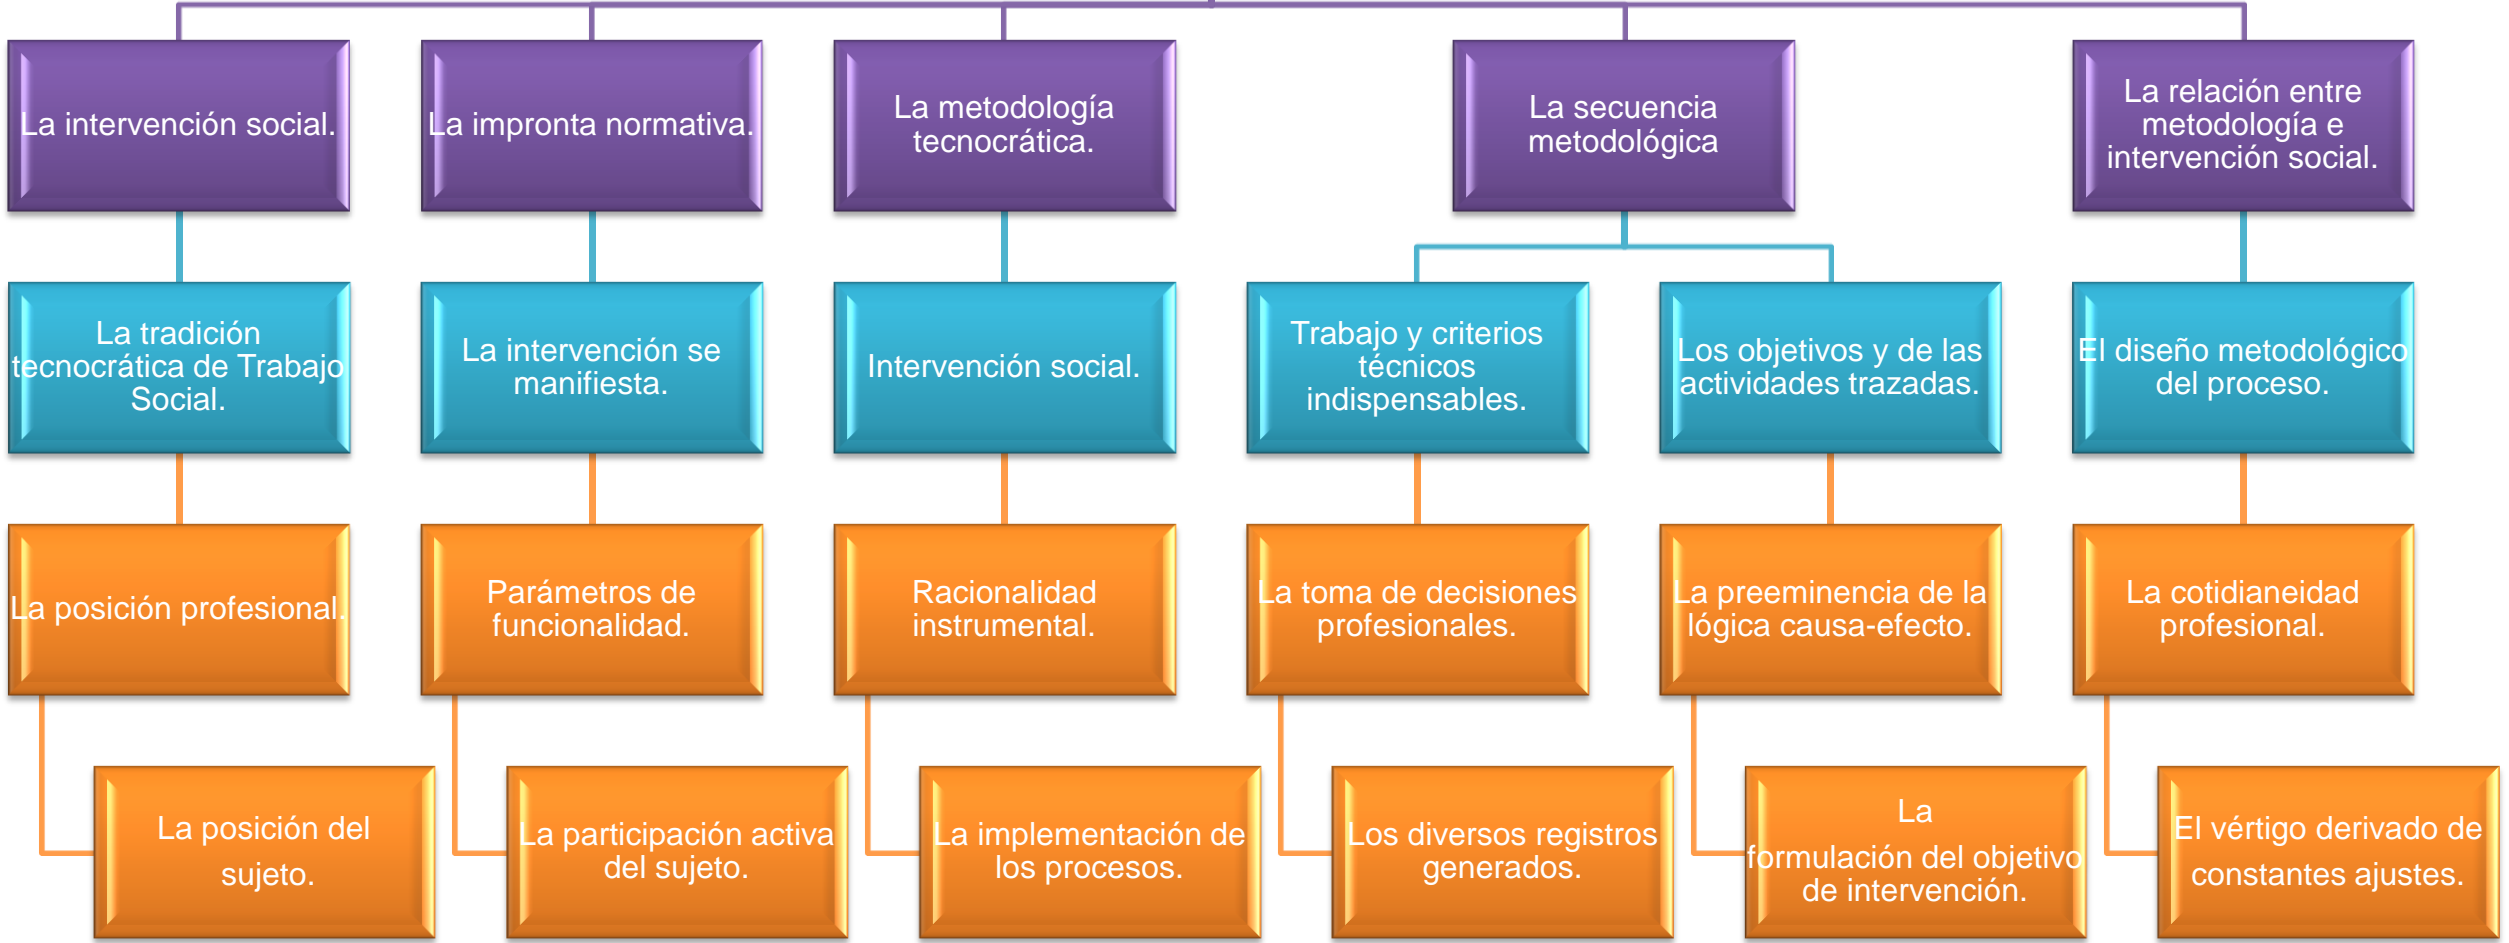 La intervención social.
La impronta normativa.
La metodología
tecnocrática.
La secuencia
metodológica
La relación entre
metodología e
intervención social.
La tradición
tecnocrática de Trabajo
Social.
La intervención se
manifiesta.
Intervención social.
Trabajo y criterios
técnicos
indispensables.
Los objetivos y de las
actividades trazadas.
El diseño metodológico
del proceso.
La posición profesional.
Parámetros de
funcionalidad.
Racionalidad
instrumental.
La toma de decisiones
profesionales.
La preeminencia de la
lógica causa-efecto.
La cotidianeidad
profesional.
La posición del
sujeto.
La participación activa
del sujeto.
La implementación de
los procesos.
Los diversos registros
generados.
La
formulación del objetivo
de intervención.
El vértigo derivado de
constantes ajustes.